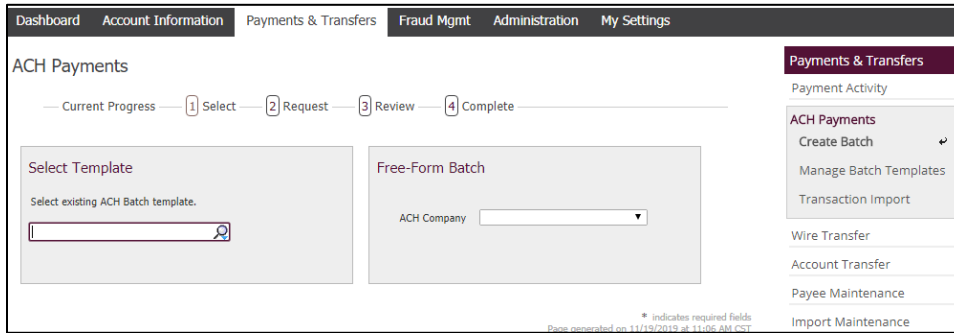 Dashboard Account Information Payments & Transfers Fraud Mgmt Administration My Settings
ACH Payments
Current Progress 1 Select 2 Request 3 Review 4 Complete
Select Template
Select existing ACH Batch template.
Free-Form Batch
ACH Company
* indicates required fields
Page generated on 11/19/2019 at 11:06 AM CST
Payments & Transfers
Payment Activity
ACH Payments
Create Batch
Manage Batch Templates
Transaction Import
Wire Transfer
Account Transfer
Payee Maintenance
Import Maintenance